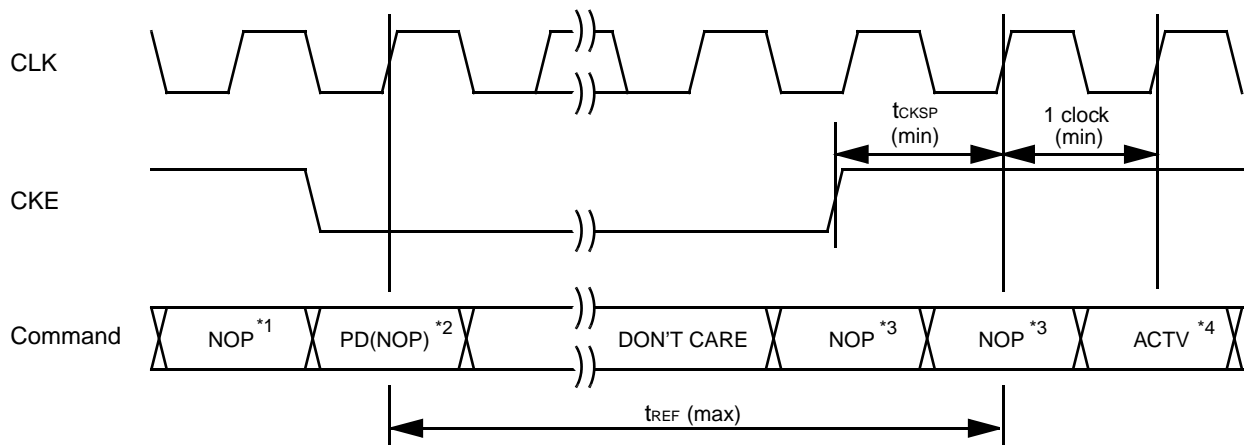 CLK
tCKSP
(min)
1 clock
(min)
CKE
Command
NOP *1
PD(NOP) *2
DON'T CARE
NOP *3
NOP *3
ACTV *4
tREF (max)